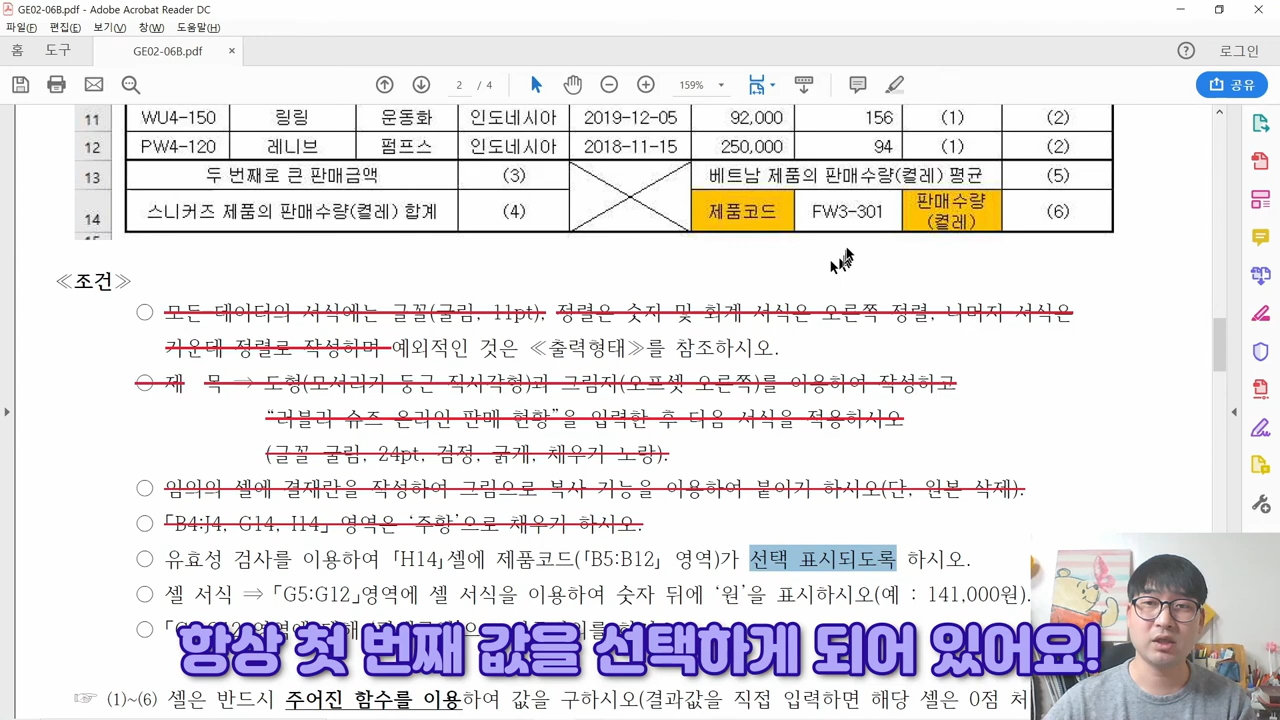 GE02-06B.pdf - Adobe Acrobat Reader DC
파일(F) 편집(E) 보기(V) 창(W) 도움말(H)
홈 도구 GE02-06B.pdf × 로그인
2 / 4 159% 공유
11 WU4-150 링링 운동화 인도네시아 2019-12-05 92,000 156 (1) (2)
12 PW4-120 레니브 펌프스 인도네시아 2018-11-15 250,000 94 (1) (2)
13 두 번째로 큰 판매금액 (3) 베트남 제품의 판매수량(켤레) 평균 (5)
14 스니커즈 제품의 판매수량(켤레) 합계 (4) 제품코드 FW3-301 판매수량 (켤레) (6)
≪조건≫
○ 모든 데이터의 서식에는 글꼴(굴림, 11pt), 정렬은 숫자 및 회계 서식은 오른쪽 정렬, 나머지 서식은
가운데 정렬로 작성하며 예외적인 것은 ≪출력형태≫를 참조하시오.
○ 제 목 ⇒ 도형(모서리가 둥근 직사각형)과 그림자(오프셋 오른쪽)를 이용하여 작성하고
“러블리 슈즈 온라인 판매 현황”을 입력한 후 다음 서식을 적용하시오
(글꼴-굴림, 24pt, 검정, 굵게, 채우기-노랑).
○ 임의의 셀에 결재란을 작성하여 그림으로 복사 기능을 이용하여 붙이기 하시오(단, 원본 삭제).
○ 「B4:J4, G14, I14」 영역은 ‘주황’으로 채우기 하시오.
○ 유효성 검사를 이용하여 「H14」셀에 제품코드(「B5:B12」 영역)가 선택 표시되도록 하시오.
○ 셀 서식 ⇒ 「G5:G12」영역에 셀 서식을 이용하여 숫자 뒤에 ‘원’을 표시하시오(예 : 141,000원).
항상 첫 번째 값을 선택하게 되어 있어요!
☞ (1)~(6) 셀은 반드시 주어진 함수를 이용하여 값을 구하시오(결과값을 직접 입력하면 해당 셀은 0점 처